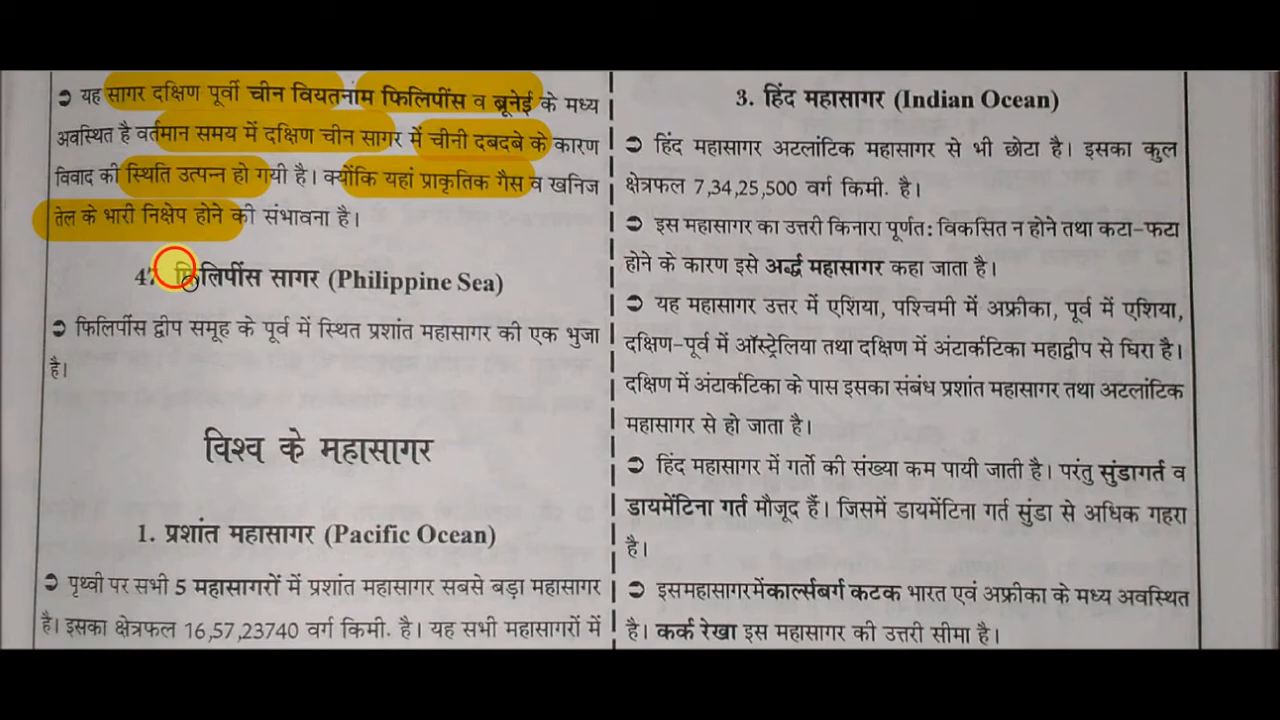 ➲ यह सागर दक्षिण पूर्वी चीन वियतनाम फिलिपींस व ब्रूनेई के मध्य
अवस्थित है वर्तमान समय में दक्षिण चीन सागर में चीनी दबदबे के कारण
विवाद की स्थिति उत्पन्न हो गयी है। क्योंकि यहां प्राकृतिक गैस व खनिज
तेल के भारी निक्षेप होने की संभावना है।
47. फिलिपींस सागर (Philippine Sea)
➲ फिलिपींस द्वीप समूह के पूर्व में स्थित प्रशांत महासागर की एक भुजा
है।
विश्व के महासागर
1. प्रशांत महासागर (Pacific Ocean)
➲ पृथ्वी पर सभी 5 महासागरों में प्रशांत महासागर सबसे बड़ा महासागर
है। इसका क्षेत्रफल 16,57,23740 वर्ग किमी. है। यह सभी महासागरों में
3. हिंद महासागर (Indian Ocean)
➲ हिंद महासागर अटलांटिक महासागर से भी छोटा है। इसका कुल
क्षेत्रफल 7,34,25,500 वर्ग किमी. है।
➲ इस महासागर का उत्तरी किनारा पूर्णत: विकसित न होने तथा कटा-फटा
होने के कारण इसे अर्द्ध महासागर कहा जाता है।
➲ यह महासागर उत्तर में एशिया, पश्चिमी में अफ्रीका, पूर्व में एशिया,
दक्षिण-पूर्व में ऑस्ट्रेलिया तथा दक्षिण में अंटार्कटिका महाद्वीप से घिरा है।
दक्षिण में अंटार्कटिका के पास इसका संबंध प्रशांत महासागर तथा अटलांटिक
महासागर से हो जाता है।
➲ हिंद महासागर में गर्तो की संख्या कम पायी जाती है। परंतु सुंडागर्त व
डायमेंटिना गर्त मौजूद हैं। जिसमें डायमेंटिना गर्त सुंडा से अधिक गहरा
है।
➲ इसमहासागरमेंकार्ल्सबर्ग कटक भारत एवं अफ्रीका के मध्य अवस्थित
है। कर्क रेखा इस महासागर की उत्तरी सीमा है।